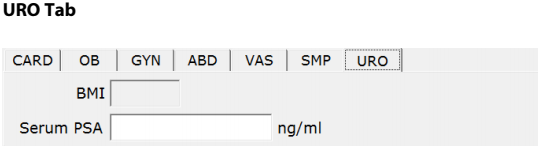 URO Tab
CARD OB GYN ABD VAS SMP URO
BMI
Serum PSA ng/ml